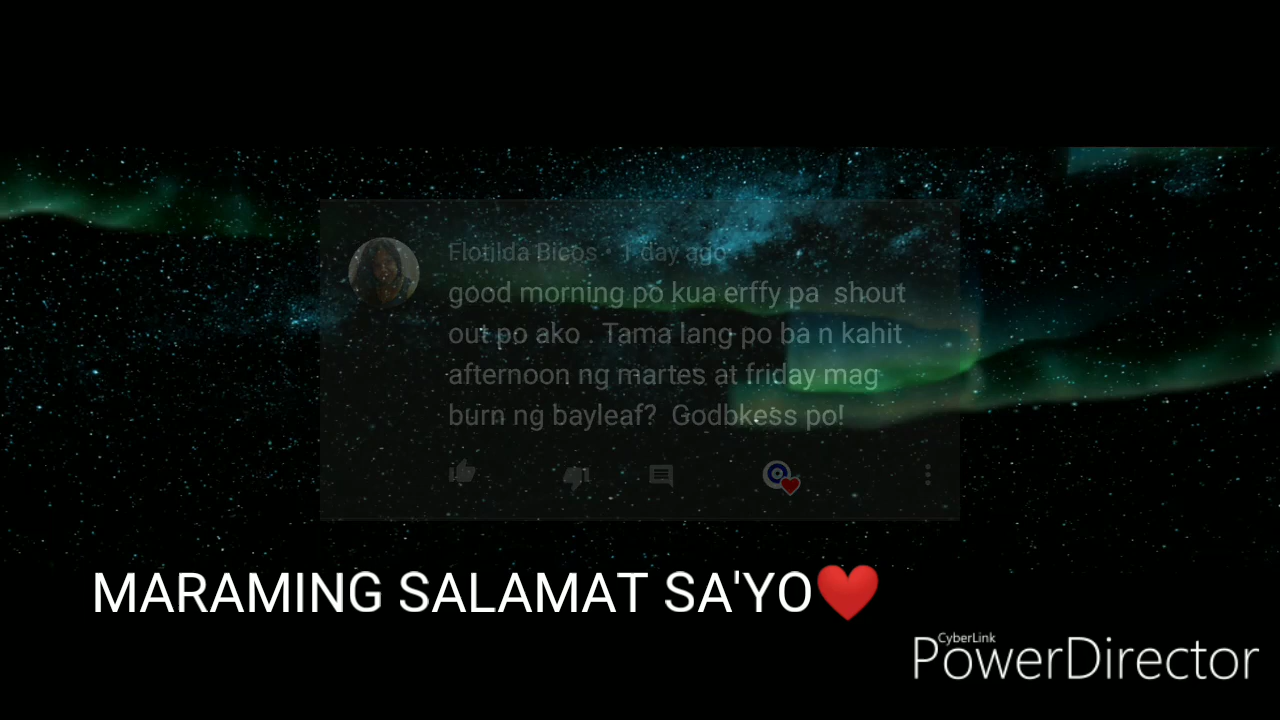 Flotilda Bicos · 1 day ago
good morning po kua erffy pa shout
out po ako . Tama lang po ba n kahit
afternoon ng martes at friday mag
burn ng bayleaf? Godbkess po!
MARAMING SALAMAT SA'YO❤️
CyberLink
PowerDirector